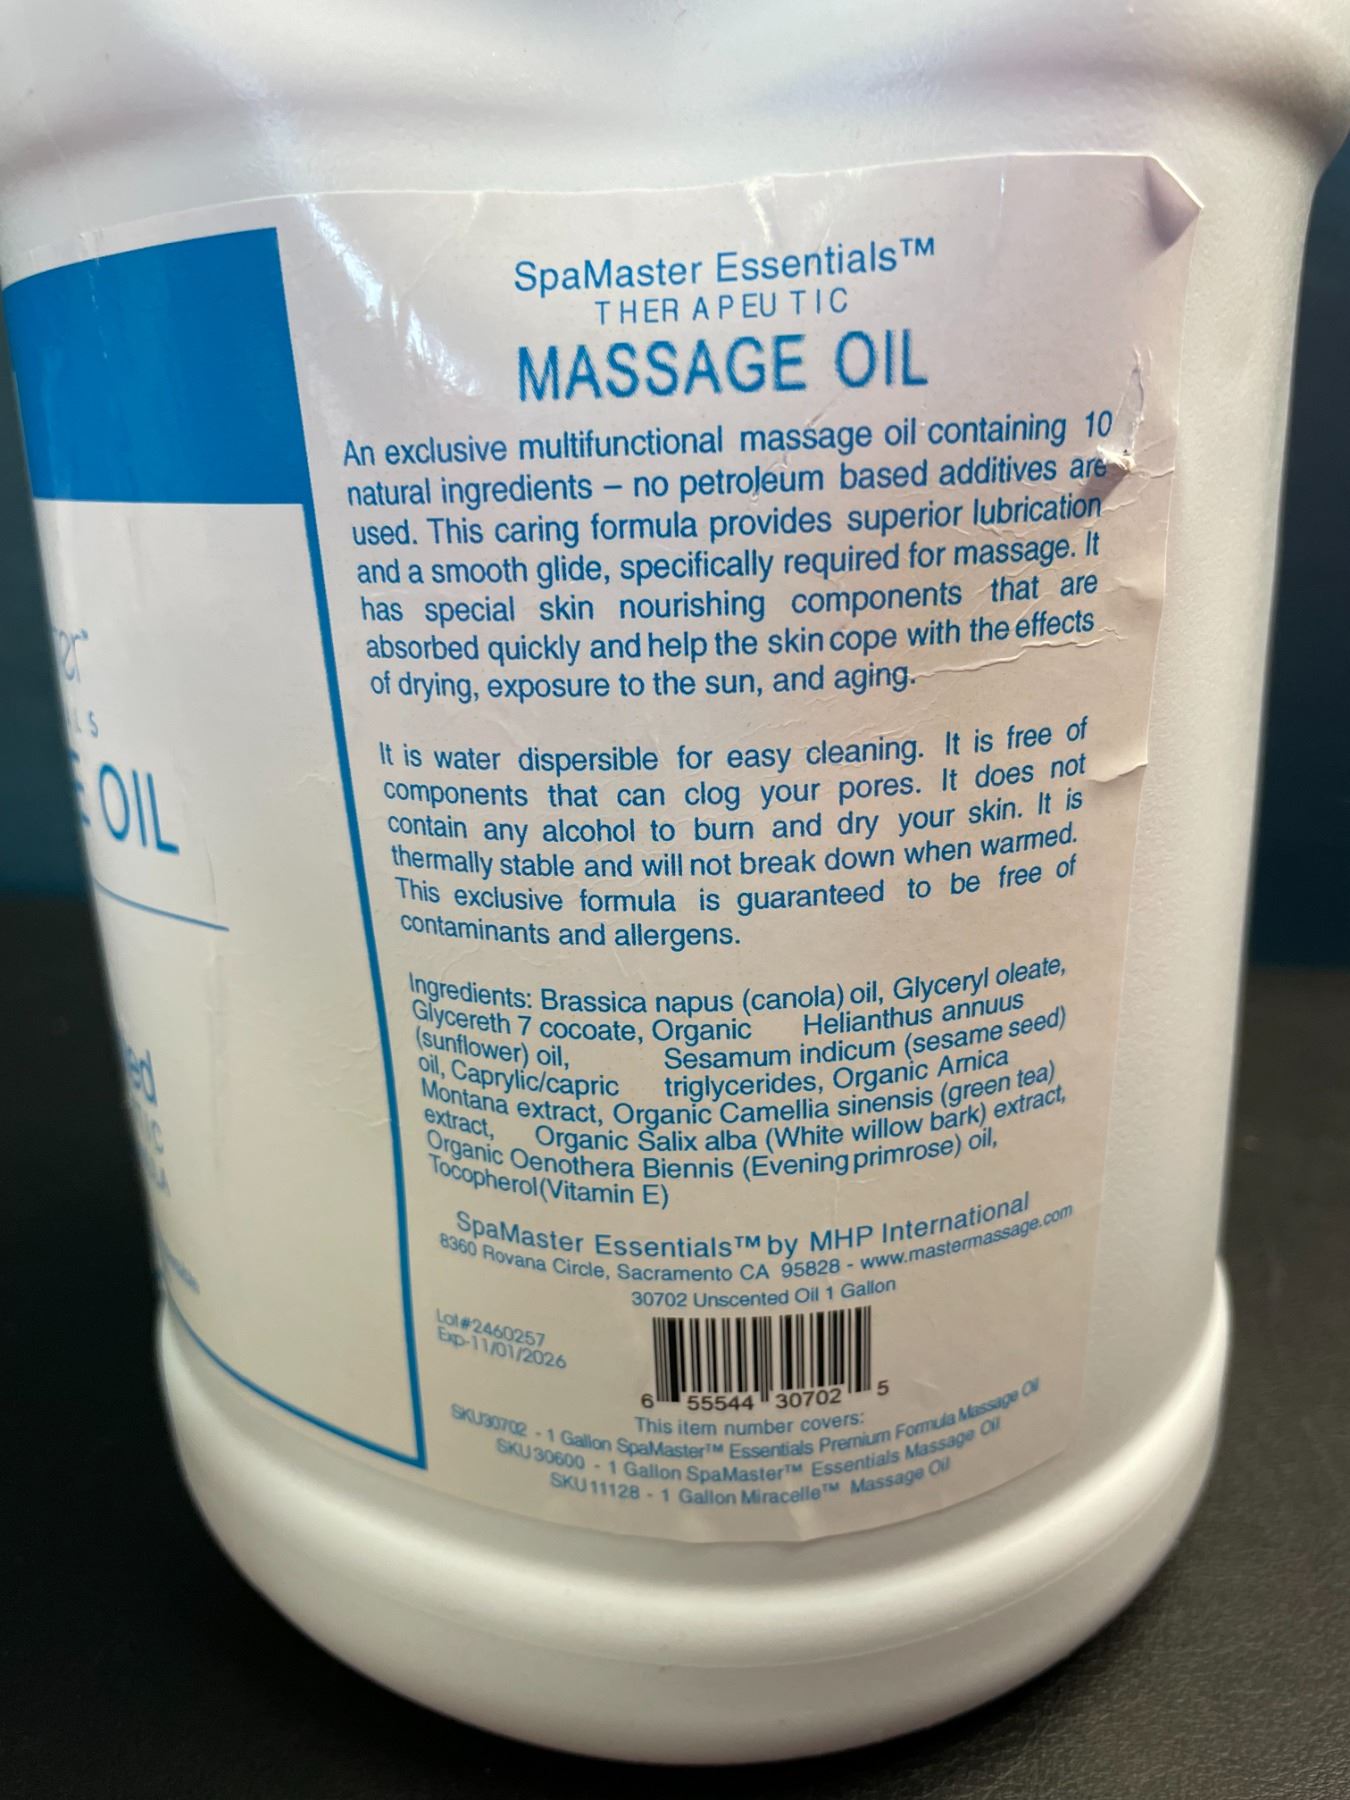 OIL
SpaMaster Essentials™
THERAPEUTIC
MASSAGE OIL
An exclusive multifunctional massage oil containing 10
natural ingredients – no petroleum based additives are
used. This caring formula provides superior lubrication
and a smooth glide, specifically required for massage. It
has special skin nourishing components that are
absorbed quickly and help the skin cope with the effects
of drying, exposure to the sun, and aging.
It is water dispersible for easy cleaning. It is free of
components that can clog your pores. It does not
contain any alcohol to burn and dry your skin. It is
thermally stable and will not break down when warmed.
This exclusive formula is guaranteed to be free of
contaminants and allergens.
Ingredients: Brassica napus (canola) oil, Glyceryl oleate,
Glycereth 7 cocoate, Organic Helianthus annuus
(sunflower) oil, Sesamum indicum (sesame seed)
oil, Caprylic/capric triglycerides, Organic Arnica
Montana extract, Organic Camellia sinensis (green tea)
extract, Organic Salix alba (White willow bark) extract,
Organic Oenothera Biennis (Evening primrose) oil,
Tocopherol (Vitamin E)
SpaMaster Essentials™ by MHP International
8360 Rovana Circle, Sacramento CA 95828 - www.mastermassage.com
30702 Unscented Oil 1 Gallon
Lot#2460257
Exp-11/01/2026
6 55544 30702 5
This item number covers:
SKU30702 - 1 Gallon SpaMaster™ Essentials Premium Formula Massage Oil
SKU30600 - 1 Gallon SpaMaster™ Essentials Massage Oil
SKU11128 - 1 Gallon Miracelle™ Massage Oil